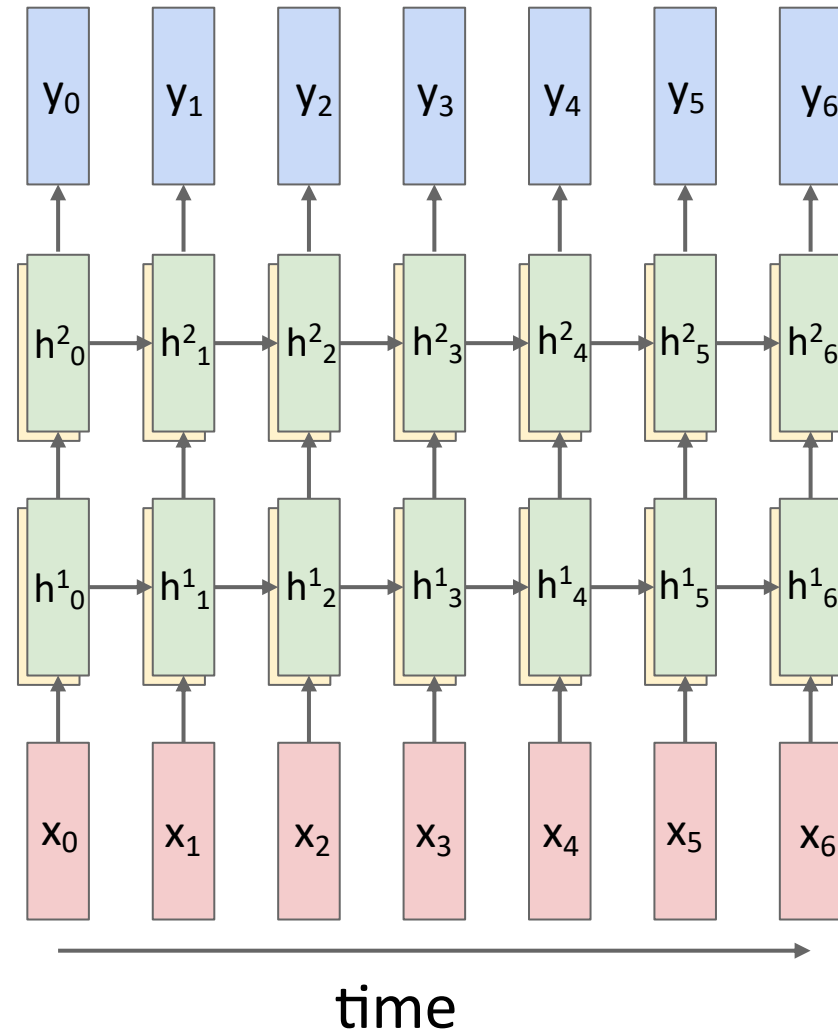 y₀ y₁ y₂ y₃ y₄ y₅ y₆
h²₀ h²₁ h²₂ h²₃ h²₄ h²₅ h²₆
h¹₀ h¹₁ h¹₂ h¹₃ h¹₄ h¹₅ h¹₆
x₀ x₁ x₂ x₃ x₄ x₅ x₆
time